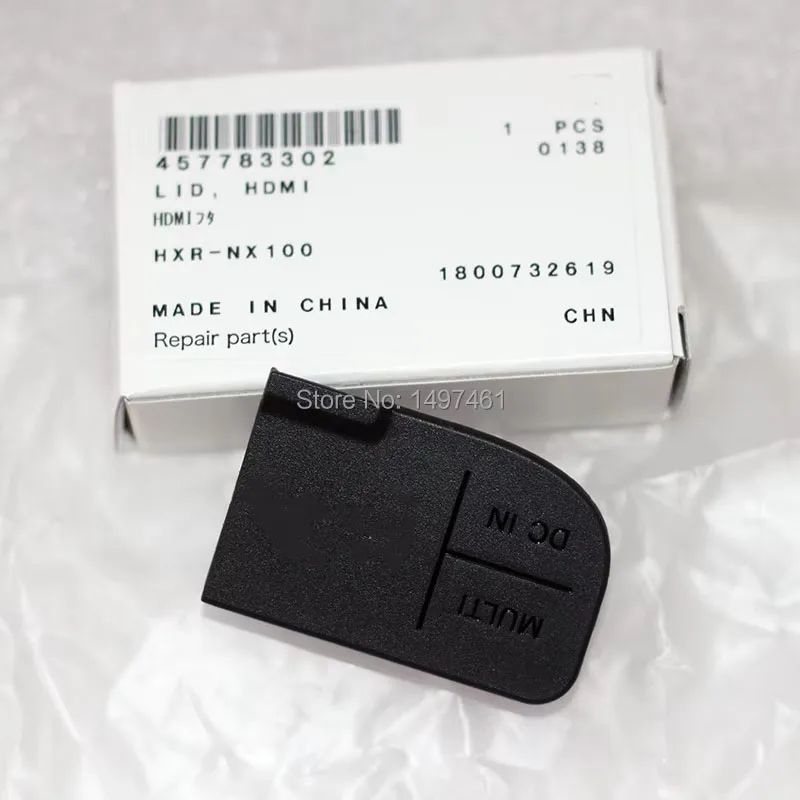 1 PCS
457783302
0138
LID, HDMI
HDMIフタ
HXR-NX100
1800732619
MADE IN CHINA
CHN
Repair part(s)
Store No: 1497461
DC IN
MULTI